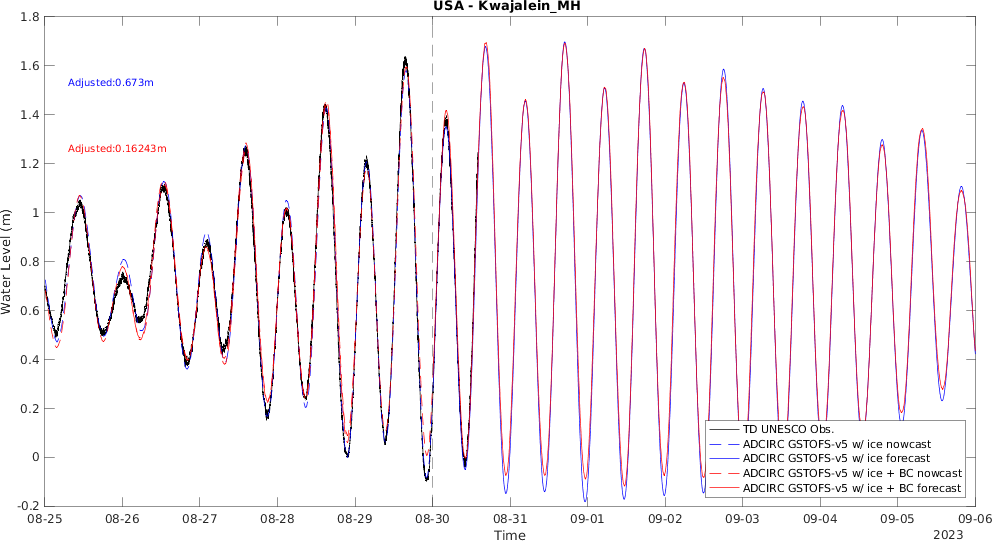 USA - Kwajalein_MH
1.8
1.6
1.4
1.2
1
0.8
0.6
0.4
0.2
0
-0.2
Water Level (m)
Adjusted:0.673m
Adjusted:0.16243m
TD UNESCO Obs.
ADCIRC GSTOFS-v5 w/ ice nowcast
ADCIRC GSTOFS-v5 w/ ice forecast
ADCIRC GSTOFS-v5 w/ ice + BC nowcast
ADCIRC GSTOFS-v5 w/ ice + BC forecast
08-25 08-26 08-27 08-28 08-29 08-30 08-31 09-01 09-02 09-03 09-04 09-05 09-06
Time
2023